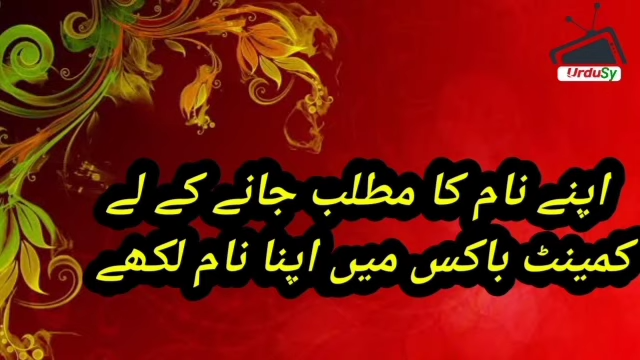 UrduSy
اپنے نام کا مطلب جانے کے لے
کمینٹ باکس میں اپنا نام لکھے